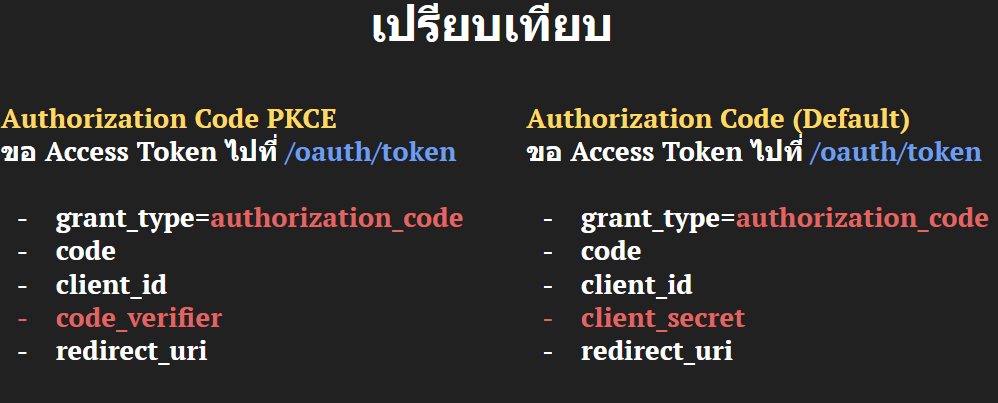 เปรียบเทียบ
Authorization Code PKCE
ขอ Access Token ไปที่ /oauth/token
- grant_type=authorization_code
- code
- client_id
- code_verifier
- redirect_uri
Authorization Code (Default)
ขอ Access Token ไปที่ /oauth/token
- grant_type=authorization_code
- code
- client_id
- client_secret
- redirect_uri